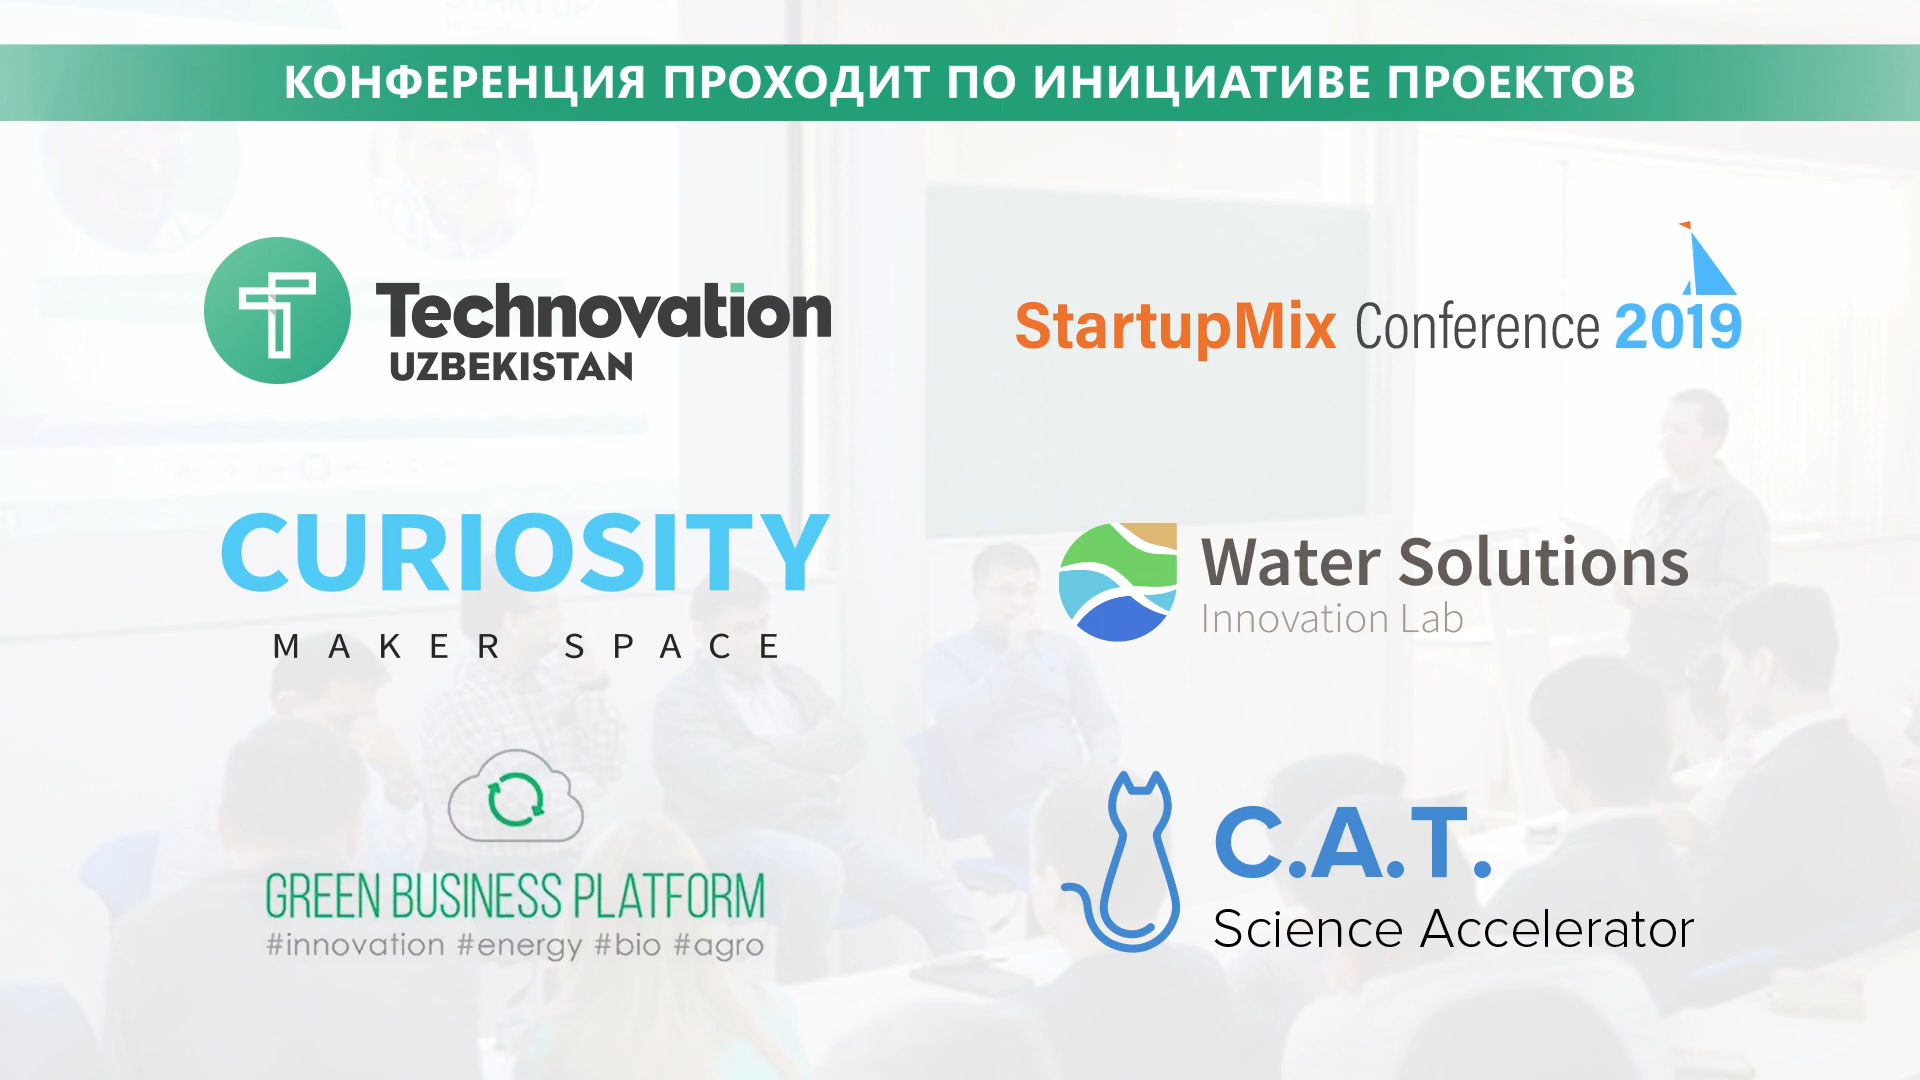 КОНФЕРЕНЦИЯ ПРОХОДИТ ПО ИНИЦИАТИВЕ ПРОЕКТОВ
Technovation
UZBEKISTAN
StartupMix Conference 2019
CURIOSITY
MAKER SPACE
Water Solutions
Innovation Lab
GREEN BUSINESS PLATFORM
#innovation #energy #bio #agro
C.A.T.
Science Accelerator